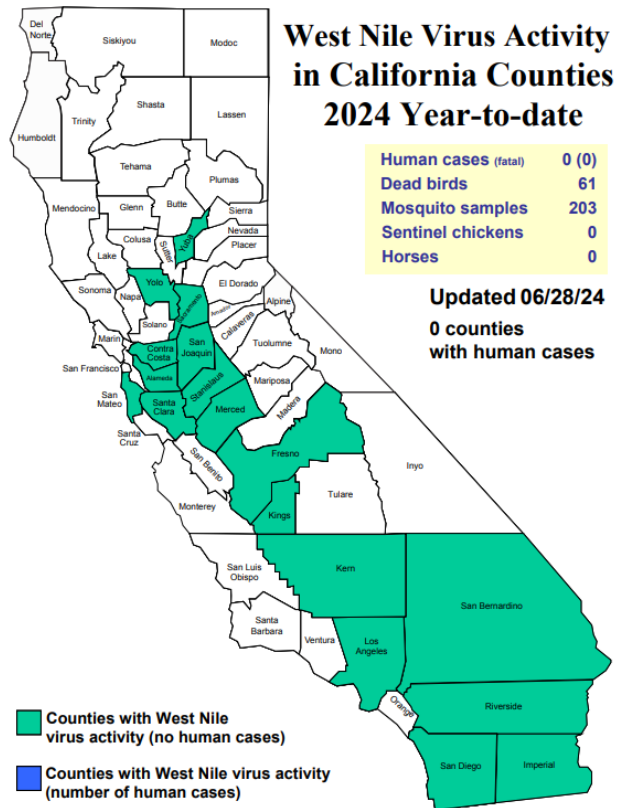 West Nile Virus Activity
in California Counties
2024 Year-to-date
Human cases (fatal) 0 (0)
Dead birds 61
Mosquito samples 203
Sentinel chickens 0
Horses 0
Updated 06/28/24
0 counties
with human cases
Del
Norte
Siskiyou
Modoc
Humboldt
Trinity
Shasta
Lassen
Tehama
Plumas
Mendocino
Glenn
Butte
Sierra
Nevada
Placer
Colusa
Sutter
Yuba
Lake
El Dorado
Yolo
Sonoma
Napa
Sacramento
Alpine
Amador
Solano
Calaveras
Marin
Contra
Costa
San
Joaquin
Tuolumne
Mono
San Francisco
Alameda
Stanislaus
Mariposa
San
Mateo
Santa
Clara
Merced
Madera
Santa
Cruz
San Benito
Fresno
Inyo
Monterey
Kings
Tulare
San Luis
Obispo
Kern
San Bernardino
Santa
Barbara
Ventura
Los
Angeles
Orange
Riverside
San Diego
Imperial
Counties with West Nile
virus activity (no human cases)
Counties with West Nile virus activity
(number of human cases)